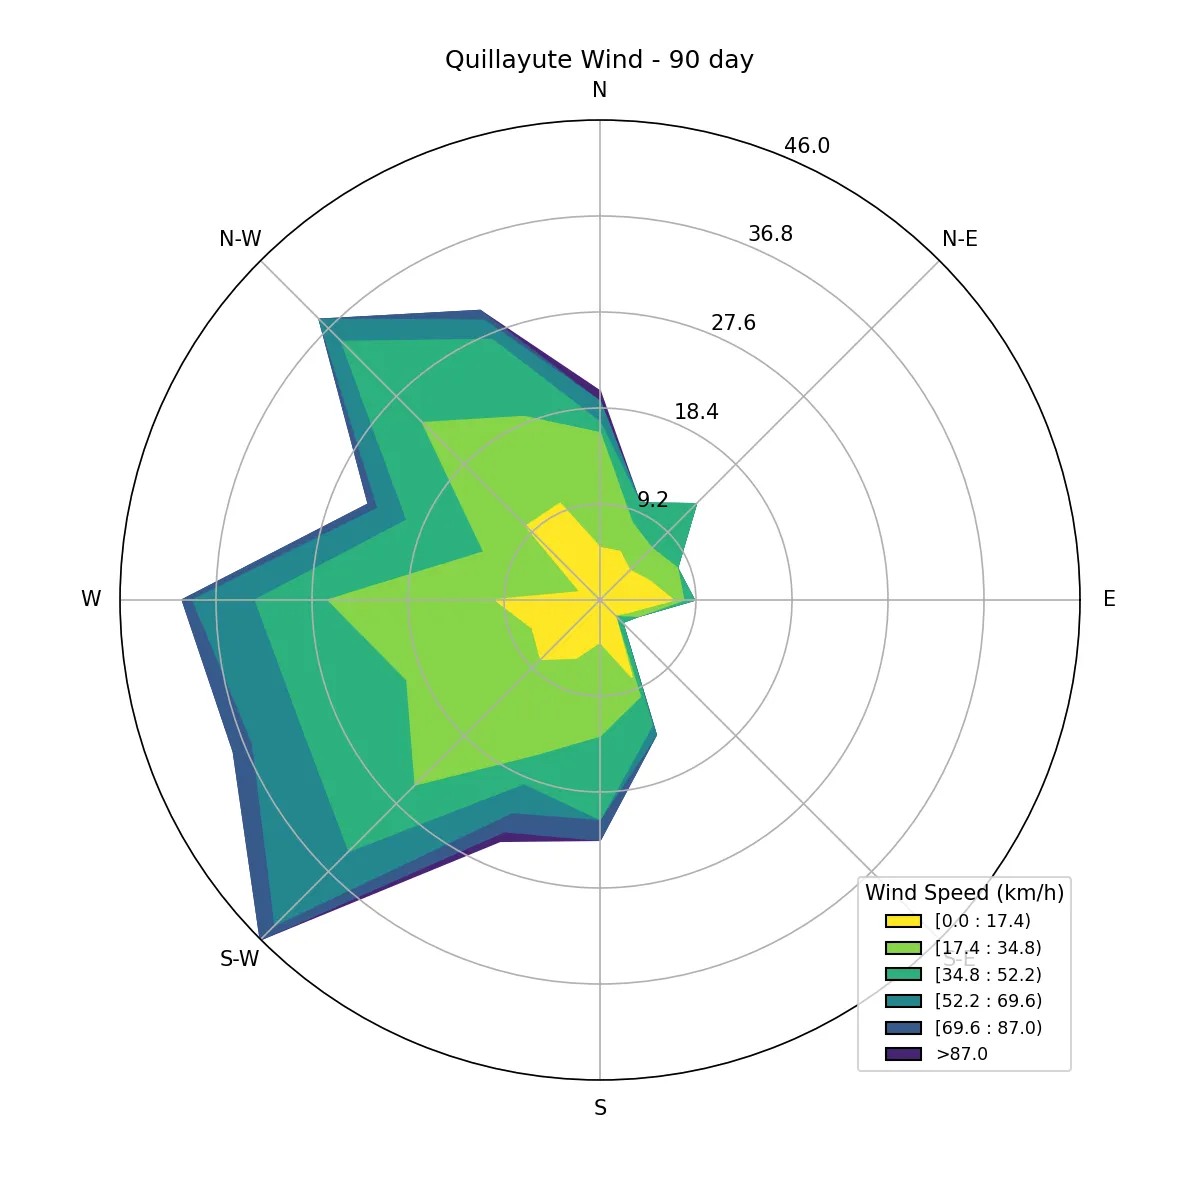 Quillayute Wind - 90 day
N
46.0
36.8
N-W
N-E
27.6
18.4
9.2
W
E
S-W
S-E
Wind Speed (km/h)
[0.0 : 17.4)
[17.4 : 34.8)
[34.8 : 52.2)
[52.2 : 69.6)
[69.6 : 87.0)
>87.0
S